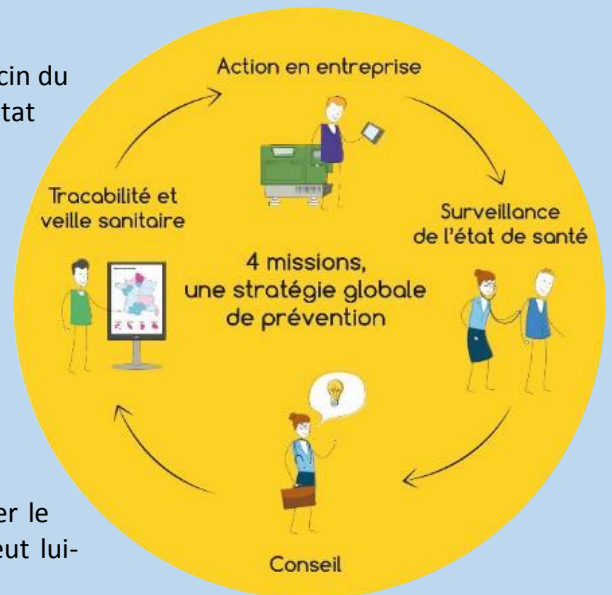 cin du
tat
Action en entreprise
Tracabilité et
veille sanitaire
Surveillance
de l'état de santé
4 missions,
une stratégie globale
de prévention
er le
eut lui-
Conseil